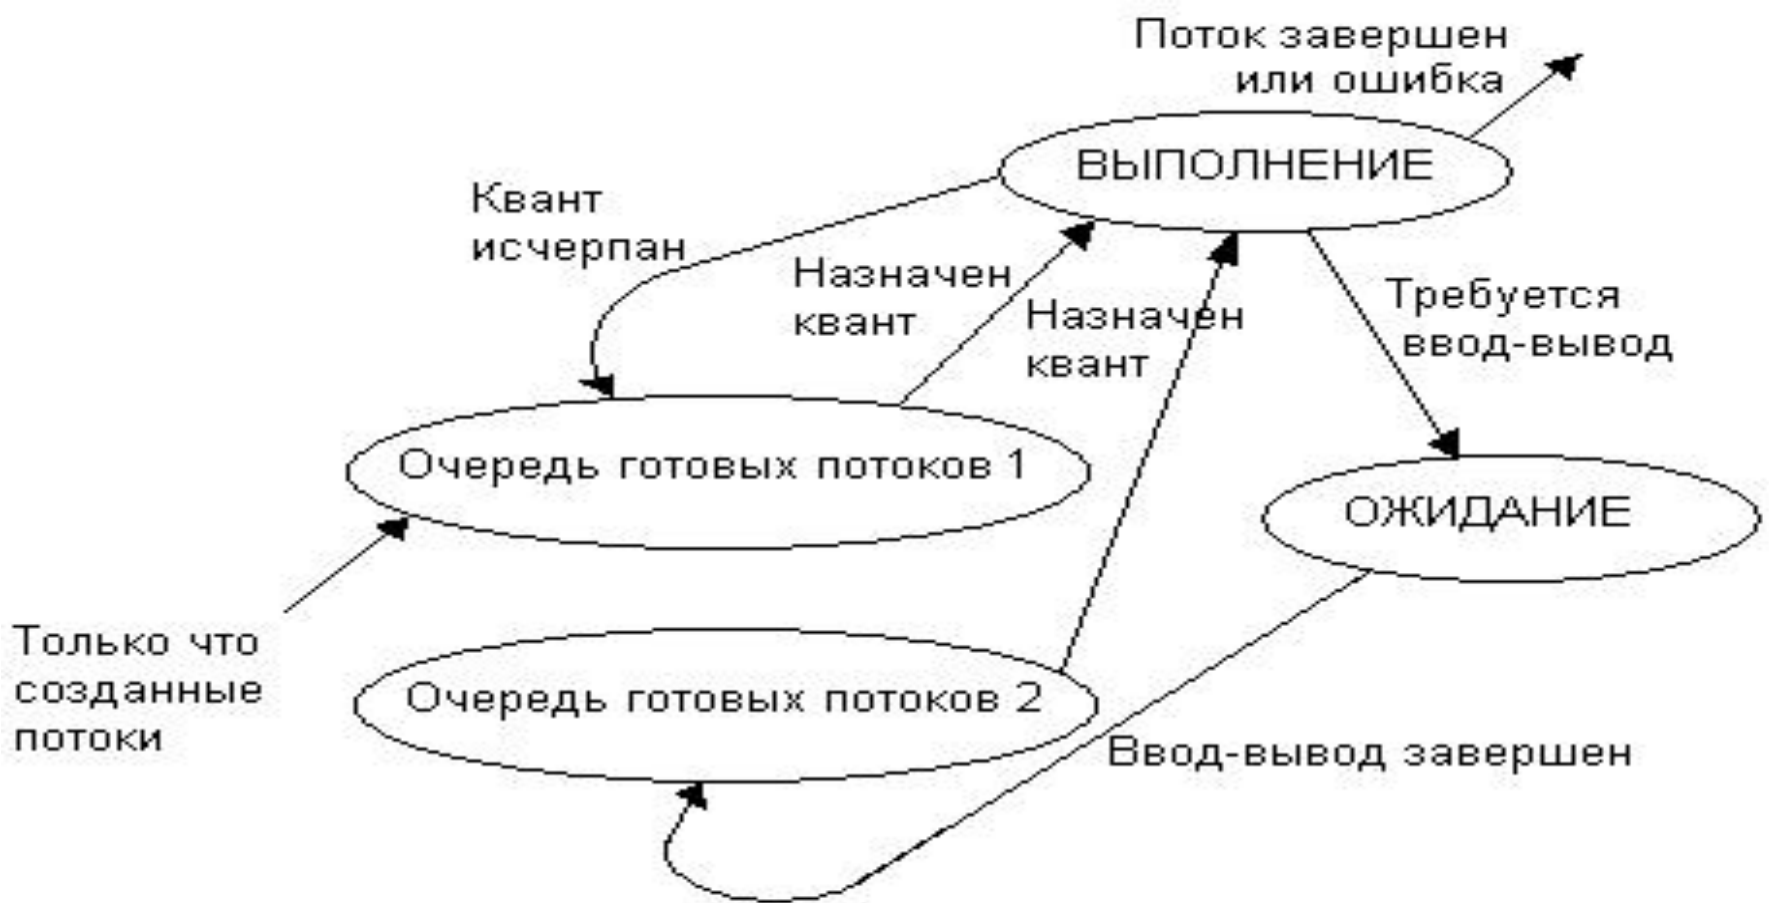 Поток завершен
или ошибка
ВЫПОЛНЕНИЕ
Квант
исчерпан
Назначен
квант
Назначен
квант
Требуется
ввод-вывод
Очередь готовых потоков 1
ОЖИДАНИЕ
Только что
созданные
потоки
Очередь готовых потоков 2
Ввод-вывод завершен